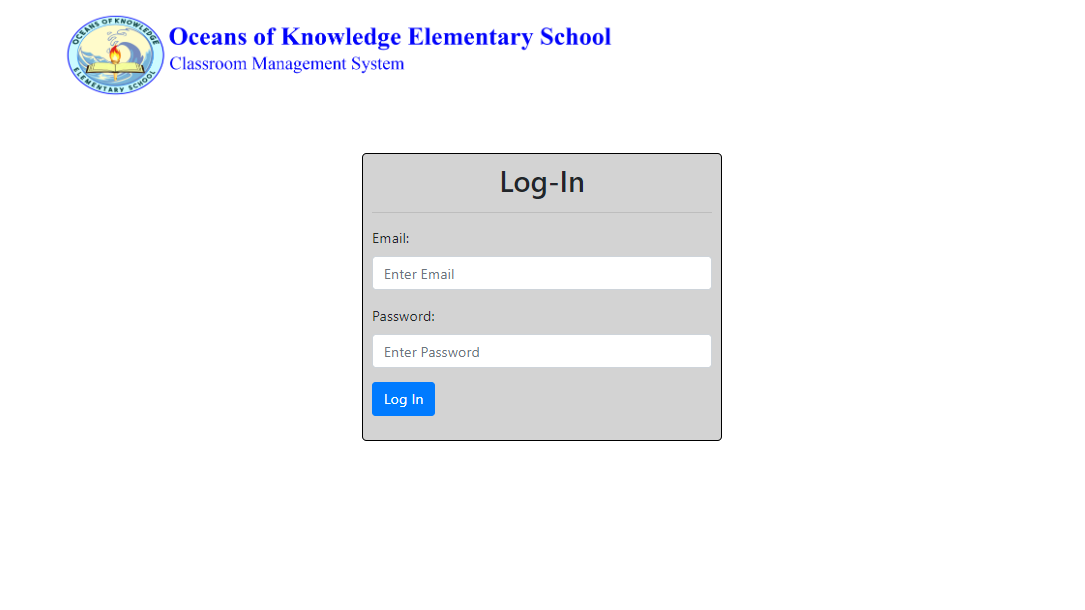 OCEANS OF KNOWLEDGE
ELEMENTARY SCHOOL
Oceans of Knowledge Elementary School
Classroom Management System
Log-In
Email:
Enter Email
Password:
Enter Password
Log In